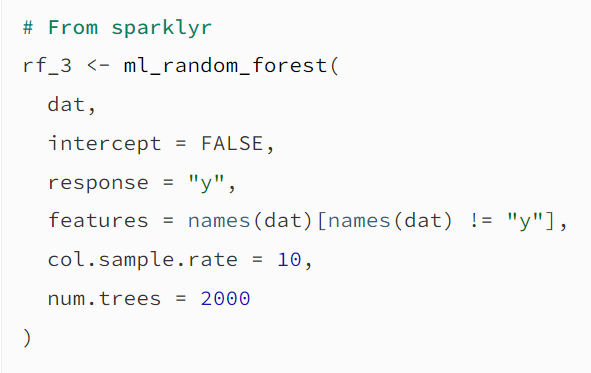 # From sparklyr
rf_3 <- ml_random_forest(
  dat,
  intercept = FALSE,
  response = "y",
  features = names(dat)[names(dat) != "y"],
  col.sample.rate = 10,
  num.trees = 2000
)